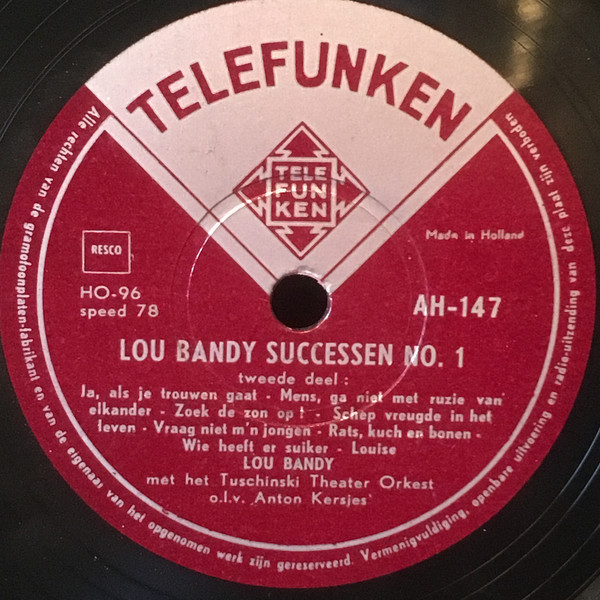 TELEFUNKEN
TELE
FUN
KEN
RESCO
Made in Holland
HO-96
speed 78
AH-147
LOU BANDY SUCCESSEN NO. 1
tweede deel :
Ja, als je trouwen gaat - Mens, ga niet met ruzie van
elkander - Zoek de zon op ! - Schep vreugde in het
leven - Vraag niet m'n jongen - Rats, kuch en bonen -
Wie heeft er suiker - Louise
LOU BANDY
met het Tuschinski Theater Orkest
o.l.v. Anton Kersjes
Alle rechten van de gramofoonplaten-fabrikant en van de eigenaar van het opgenomen werk zijn gereserveerd. Vermenigvuldiging, openbare uitvoering en radio-uitzending van deze plaat zijn verboden